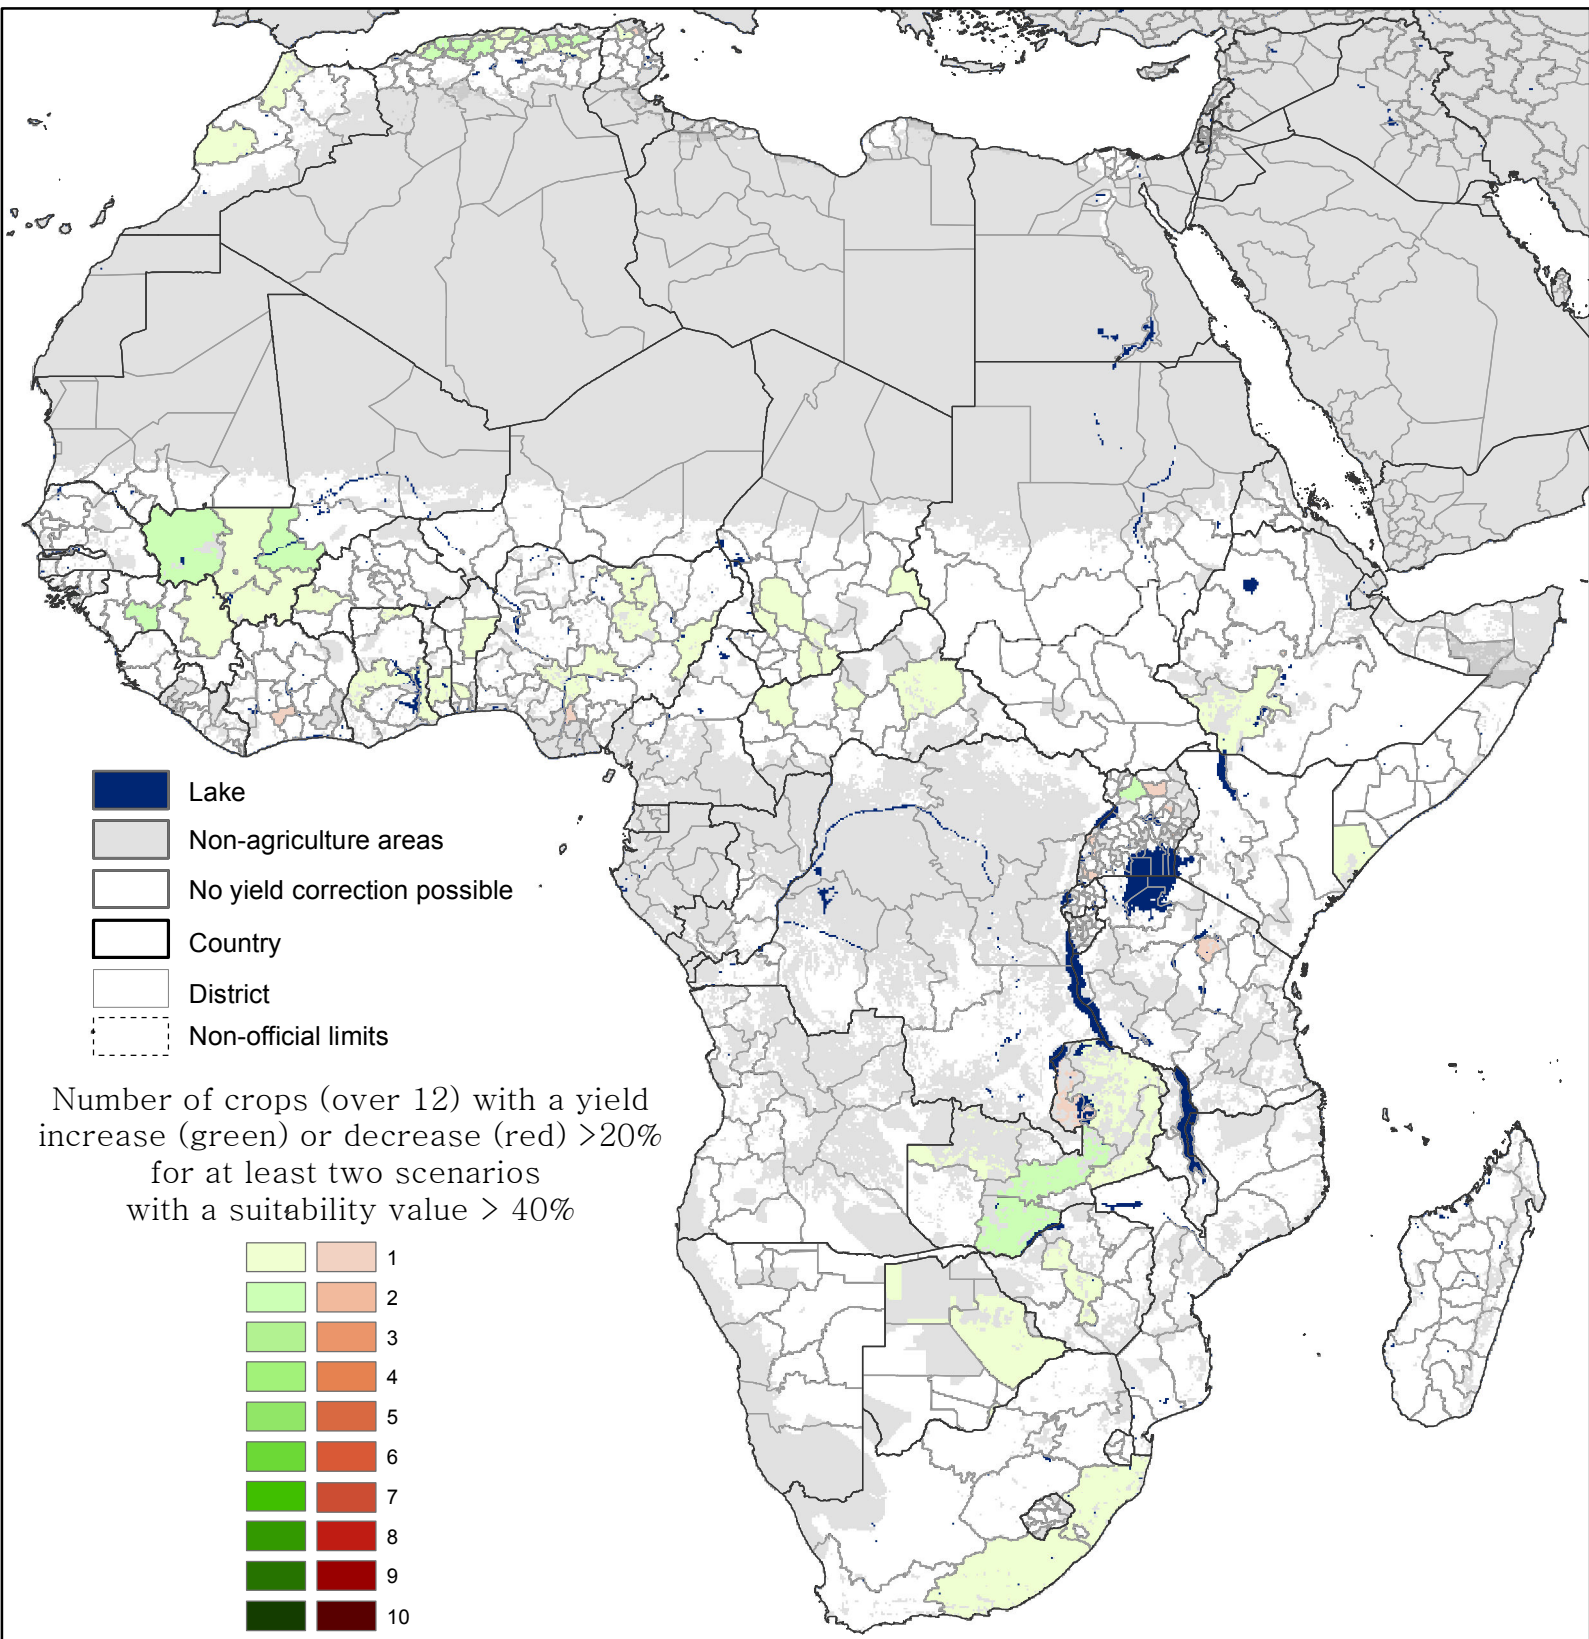 Lake
Non-agriculture areas
No yield correction possible
Country
District
Non-official limits
Number of crops (over 12) with a yield
increase (green) or decrease (red) >20%
for at least two scenarios
with a suitability value > 40%
1
2
3
4
5
6
7
8
9
10